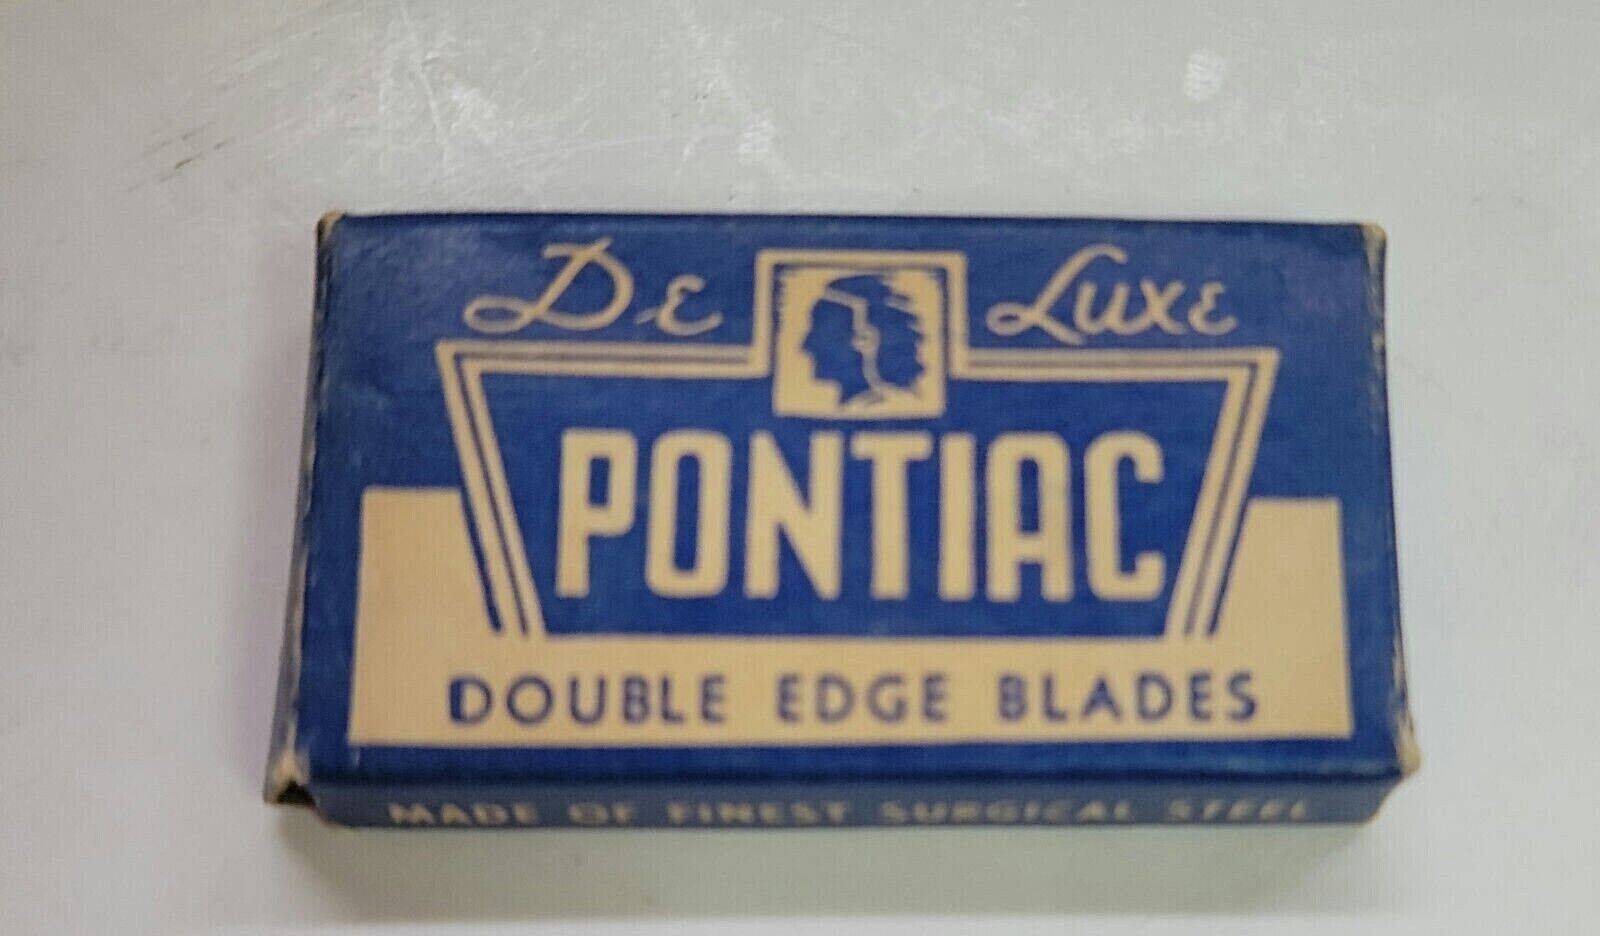 De Luxe
PONTIAC
DOUBLE EDGE BLADES
MADE OF FINEST SURGICAL STEEL